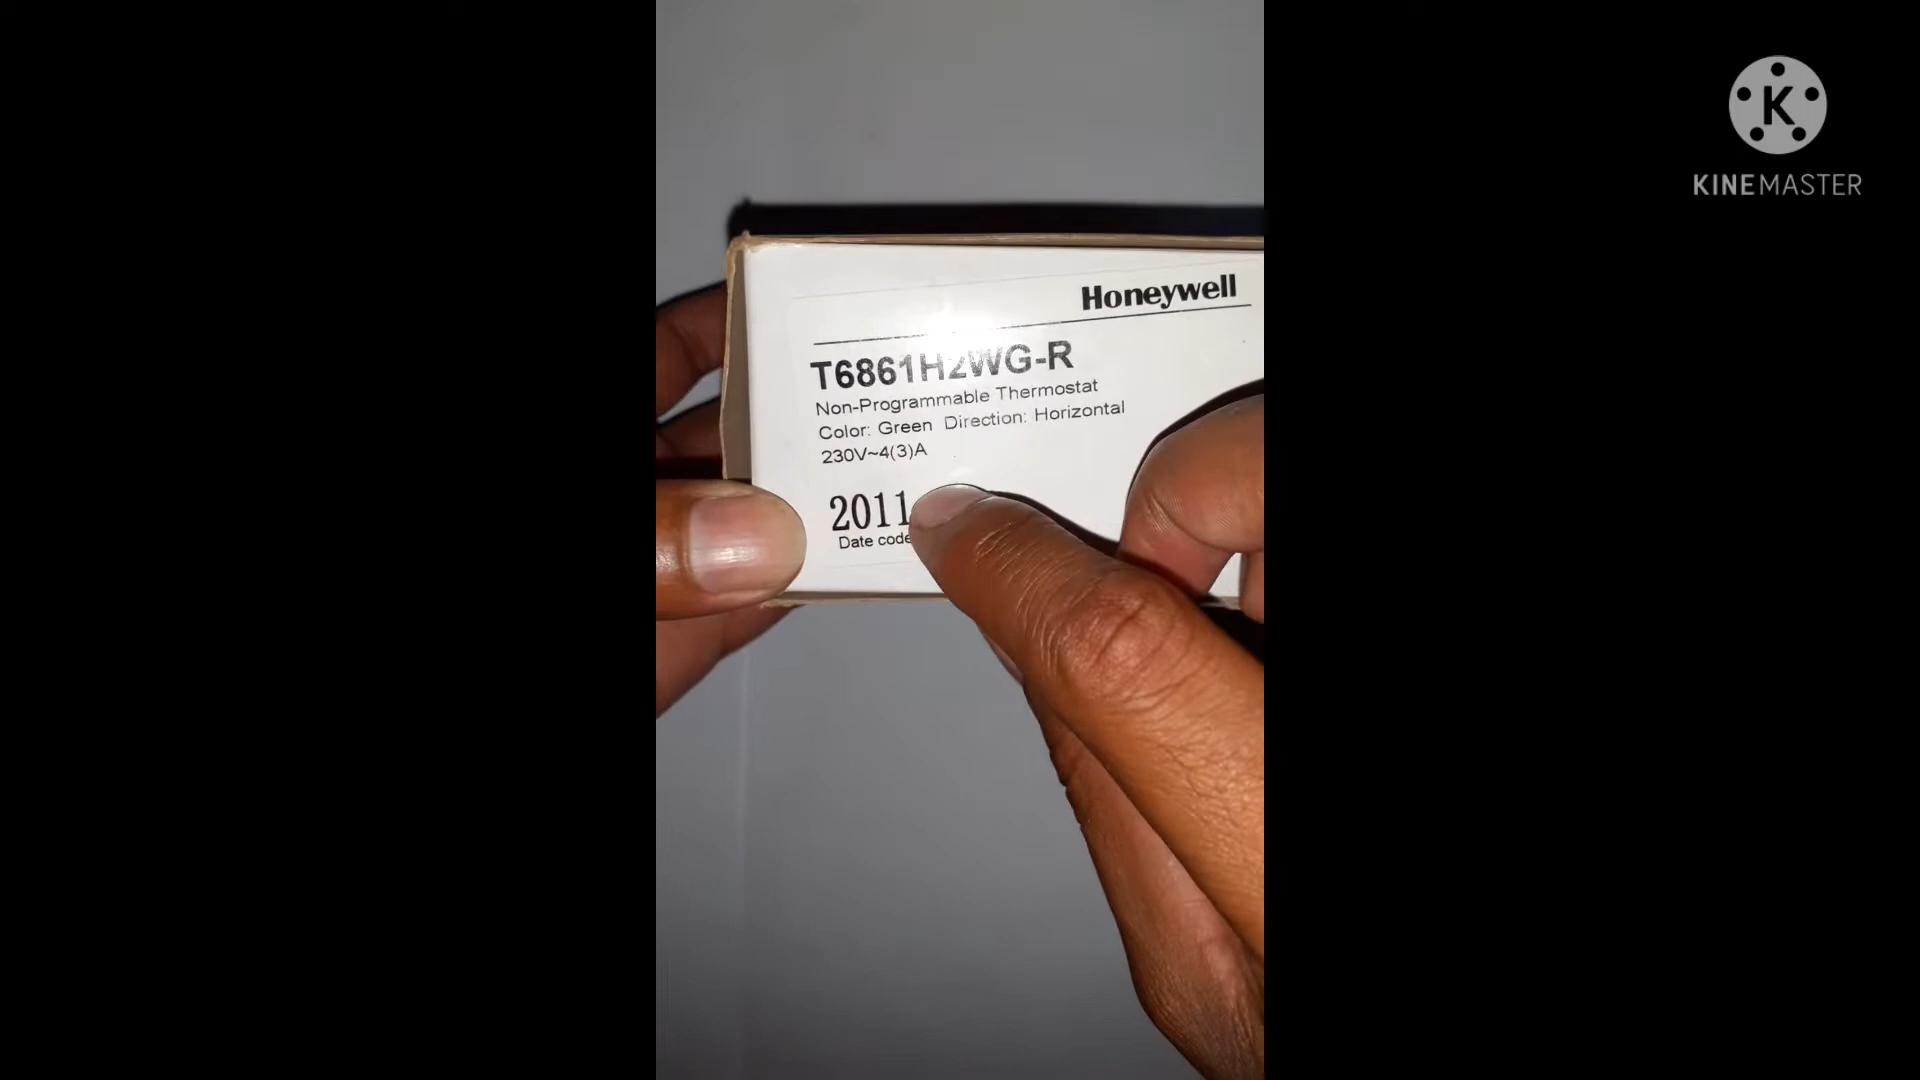 Honeywell
T6861H2WG-R
Non-Programmable Thermostat
Color: Green Direction: Horizontal
230V~4(3)A
2011
Date code
K
KINEMASTER